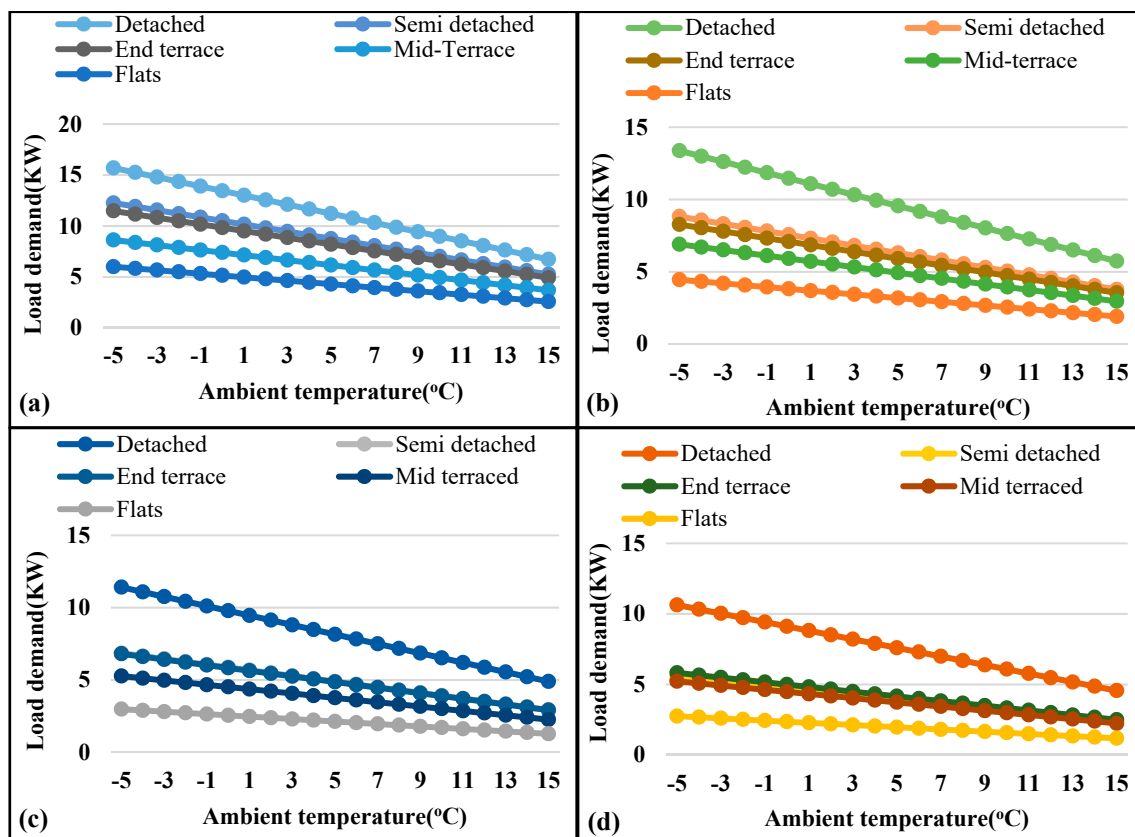 Detached Semi detached
End terrace Mid-Terrace
Flats
Load demand(KW)
20
15
10
5
0
-5 -3 -1 1 3 5 7 9 11 13 15
Ambient temperature(°C)
(a)
Detached Semi detached
End terrace Mid-terrace
Flats
Load demand(KW)
15
10
5
0
-5 -3 -1 1 3 5 7 9 11 13 15
Ambient temperature(°C)
(b)
Detached Semi detached
End terrace Mid terraced
Flats
Load demand(KW)
15
10
5
0
-5 -3 -1 1 3 5 7 9 11 13 15
Ambient temperature(°C)
(c)
Detached Semi detached
End terrace Mid terraced
Flats
Load demand(KW)
15
10
5
0
-5 -3 -1 1 3 5 7 9 11 13 15
Ambient temperature(°C)
(d)